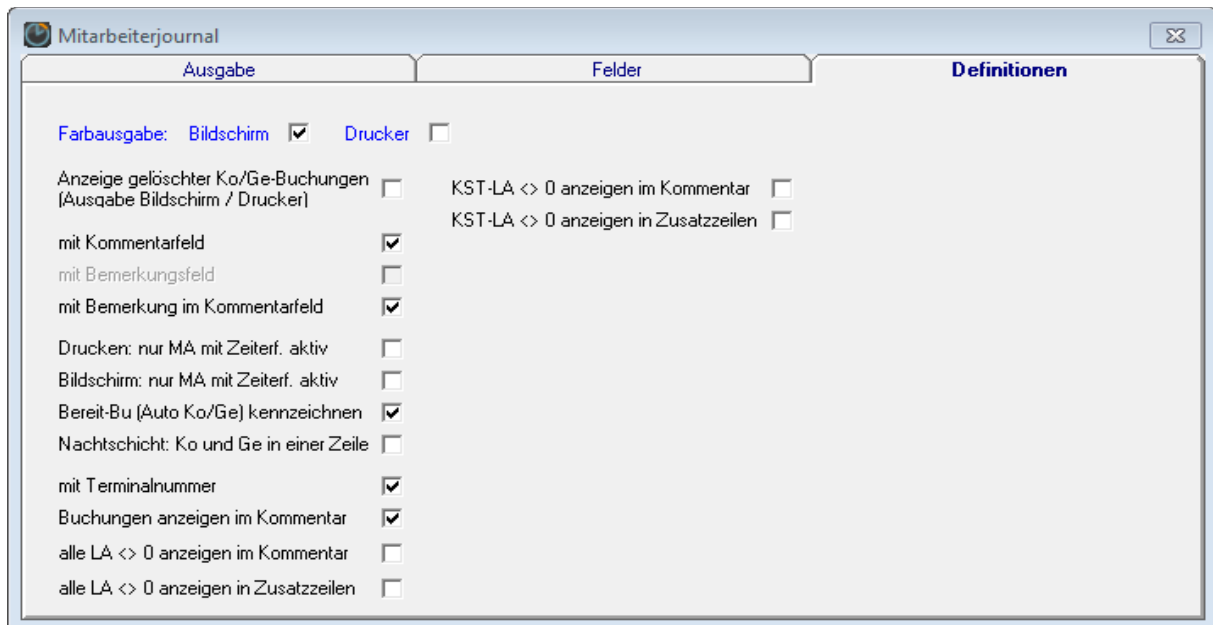 Mitarbeiterjournal
Ausgabe Felder Definitionen
Farbausgabe: Bildschirm Drucker
Anzeige gelöschter Ko/Ge-Buchungen
(Ausgabe Bildschirm / Drucker)
KST-LA <> 0 anzeigen im Kommentar
KST-LA <> 0 anzeigen in Zusatzzeilen
mit Kommentarfeld
mit Bemerkungsfeld
mit Bemerkung im Kommentarfeld
Drucken: nur MA mit Zeiterf. aktiv
Bildschirm: nur MA mit Zeiterf. aktiv
Bereit-Bu (Auto Ko/Ge) kennzeichnen
Nachtschicht: Ko und Ge in einer Zeile
mit Terminalnummer
Buchungen anzeigen im Kommentar
alle LA <> 0 anzeigen im Kommentar
alle LA <> 0 anzeigen in Zusatzzeilen